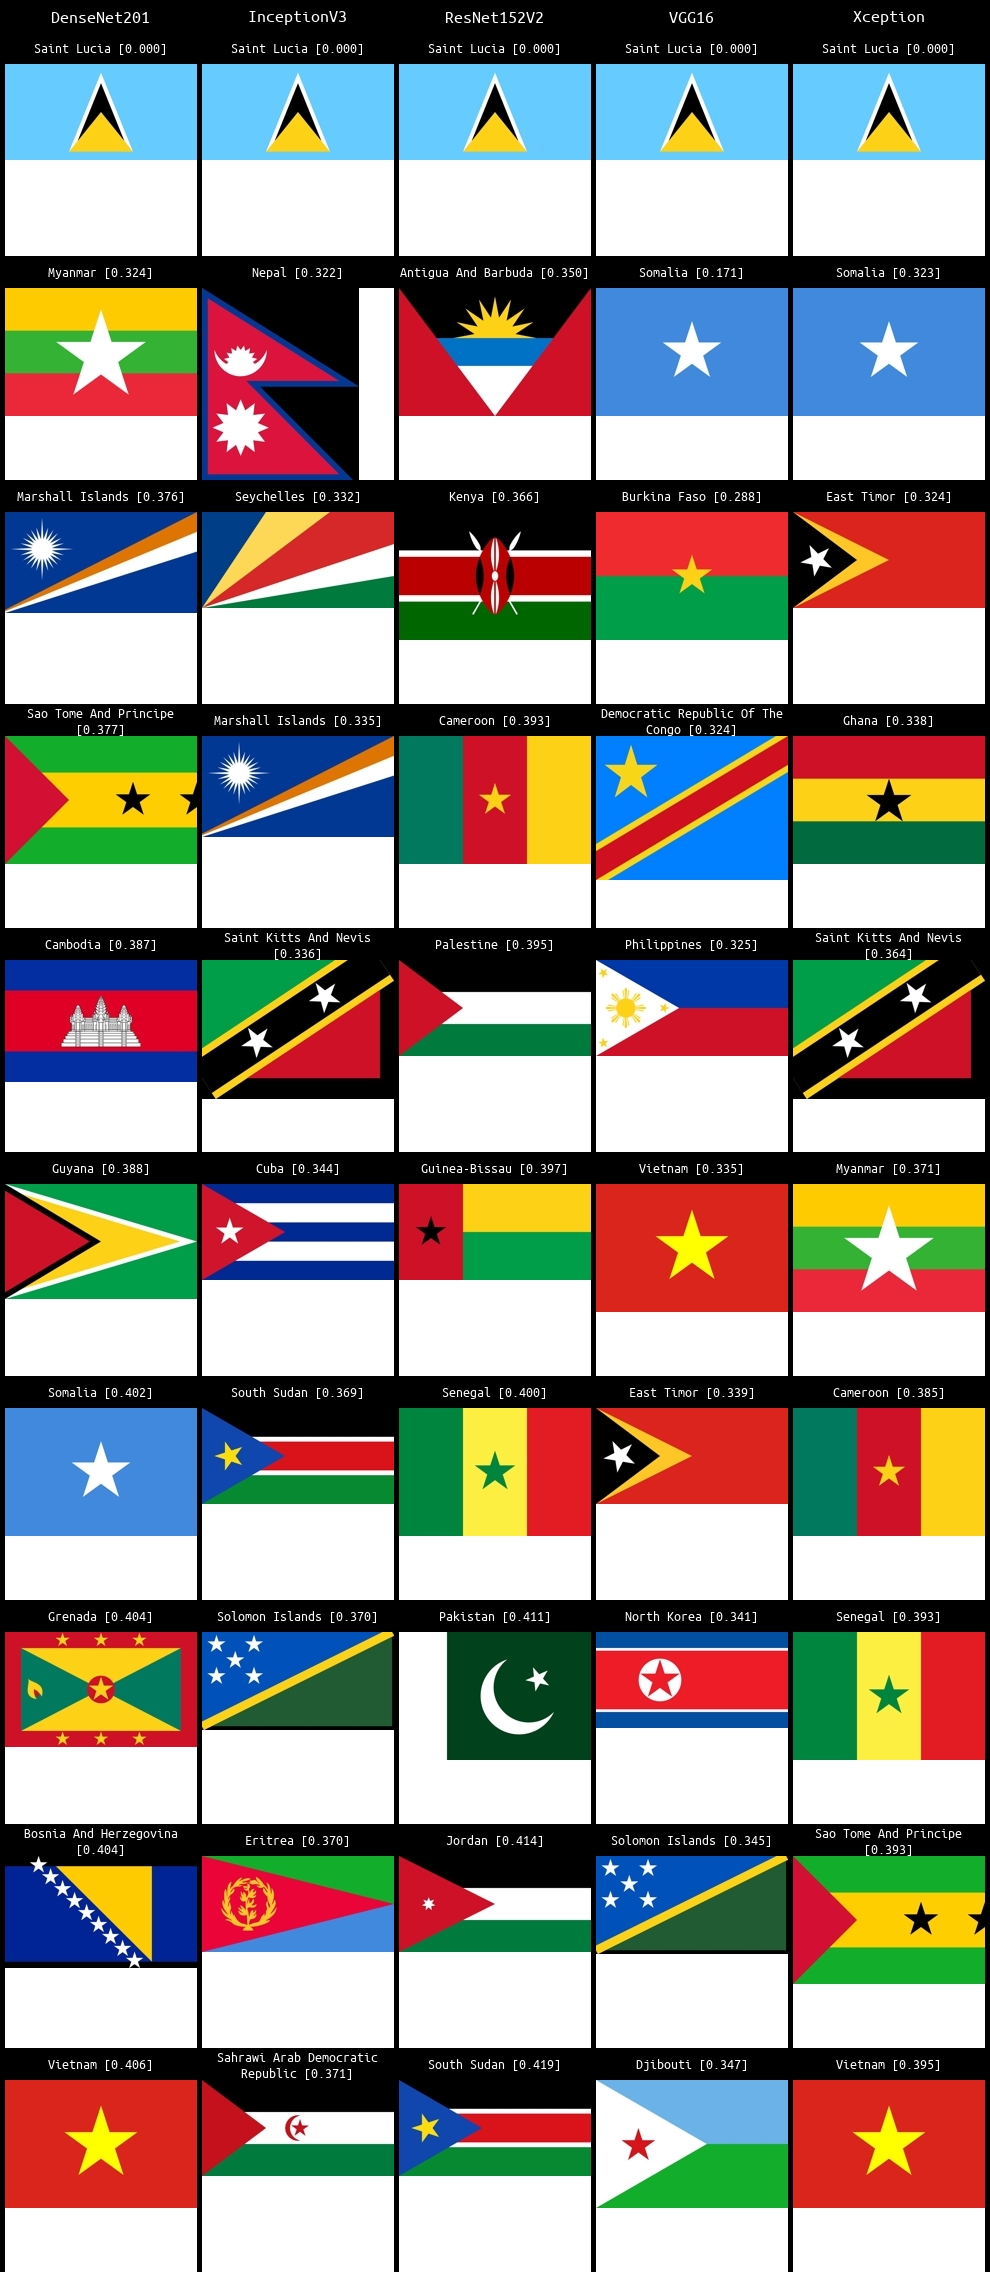 DenseNet201 InceptionV3 ResNet152V2 VGG16 Xception
Saint Lucia [0.000] Saint Lucia [0.000] Saint Lucia [0.000] Saint Lucia [0.000] Saint Lucia [0.000]
Myanmar [0.324] Nepal [0.322] Antigua And Barbuda [0.350] Somalia [0.171] Somalia [0.323]
Marshall Islands [0.376] Seychelles [0.332] Kenya [0.366] Burkina Faso [0.288] East Timor [0.324]
Sao Tome And Principe
[0.377]
Marshall Islands [0.335] Cameroon [0.393]
Democratic Republic Of The
Congo [0.324]
Ghana [0.338]
Cambodia [0.387]
Saint Kitts And Nevis
[0.336]
Palestine [0.395] Philippines [0.325]
Saint Kitts And Nevis
[0.364]
Guyana [0.388] Cuba [0.344] Guinea-Bissau [0.397] Vietnam [0.335] Myanmar [0.371]
Somalia [0.402] South Sudan [0.369] Senegal [0.400] East Timor [0.339] Cameroon [0.385]
Grenada [0.404] Solomon Islands [0.370] Pakistan [0.411] North Korea [0.341] Senegal [0.393]
Bosnia And Herzegovina
[0.404]
Eritrea [0.370] Jordan [0.414] Solomon Islands [0.345]
Sao Tome And Principe
[0.393]
Vietnam [0.406]
Sahrawi Arab Democratic
Republic [0.371]
South Sudan [0.419] Djibouti [0.347] Vietnam [0.395]